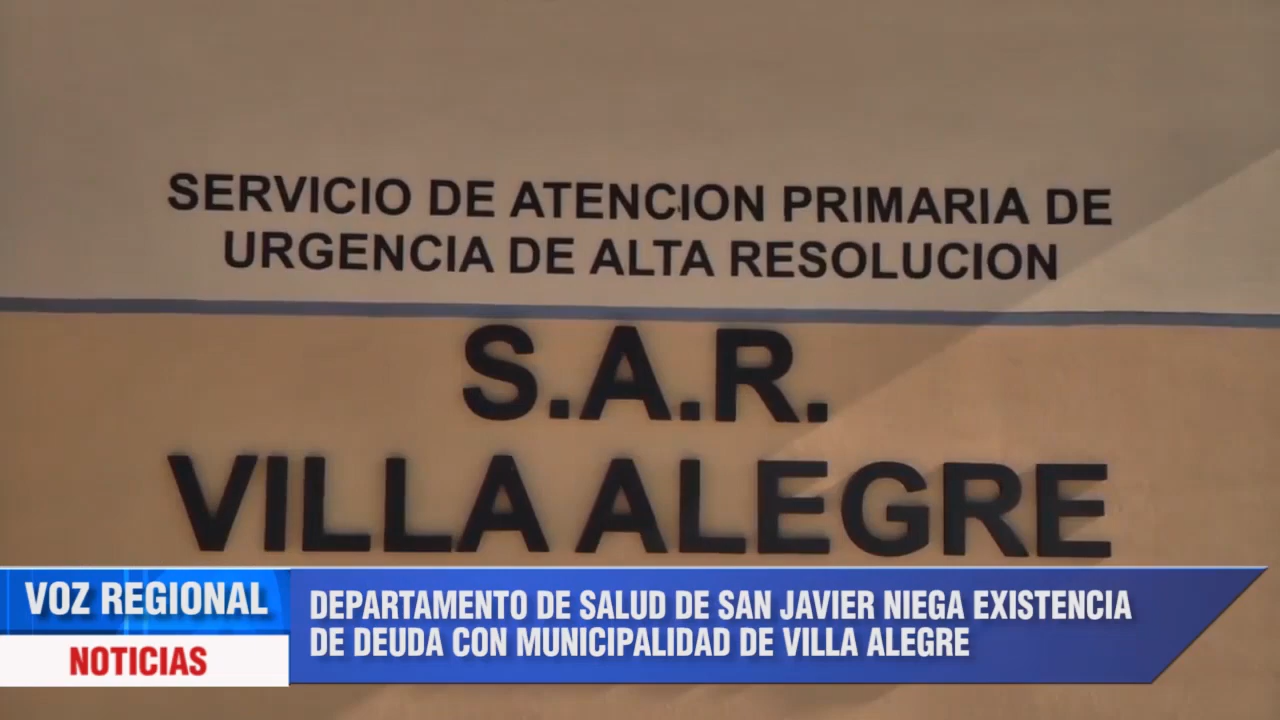 SERVICIO DE ATENCION PRIMARIA DE
URGENCIA DE ALTA RESOLUCION
S.A.R.
VILLA ALEGRE
VOZ REGIONAL
NOTICIAS
DEPARTAMENTO DE SALUD DE SAN JAVIER NIEGA EXISTENCIA
DE DEUDA CON MUNICIPALIDAD DE VILLA ALEGRE